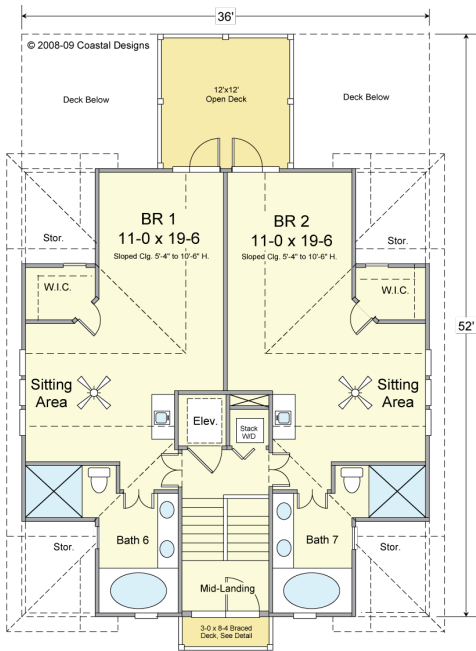 36'
© 2008-09 Coastal Designs
12'x12'
Open Deck
Deck Below
Deck Below
BR 1
11-0 x 19-6
Sloped Clg. 5'-4" to 10'-6" H.
BR 2
11-0 x 19-6
Sloped Clg. 5'-4" to 10'-6" H.
Stor.
Stor.
W.I.C.
W.I.C.
52'
Sitting
Area
Sitting
Area
Elev.
Stack
W/D
Bath 6
Bath 7
Stor.
Stor.
Mid-Landing
3-0 x 8-4 Braced
Deck, See Detail